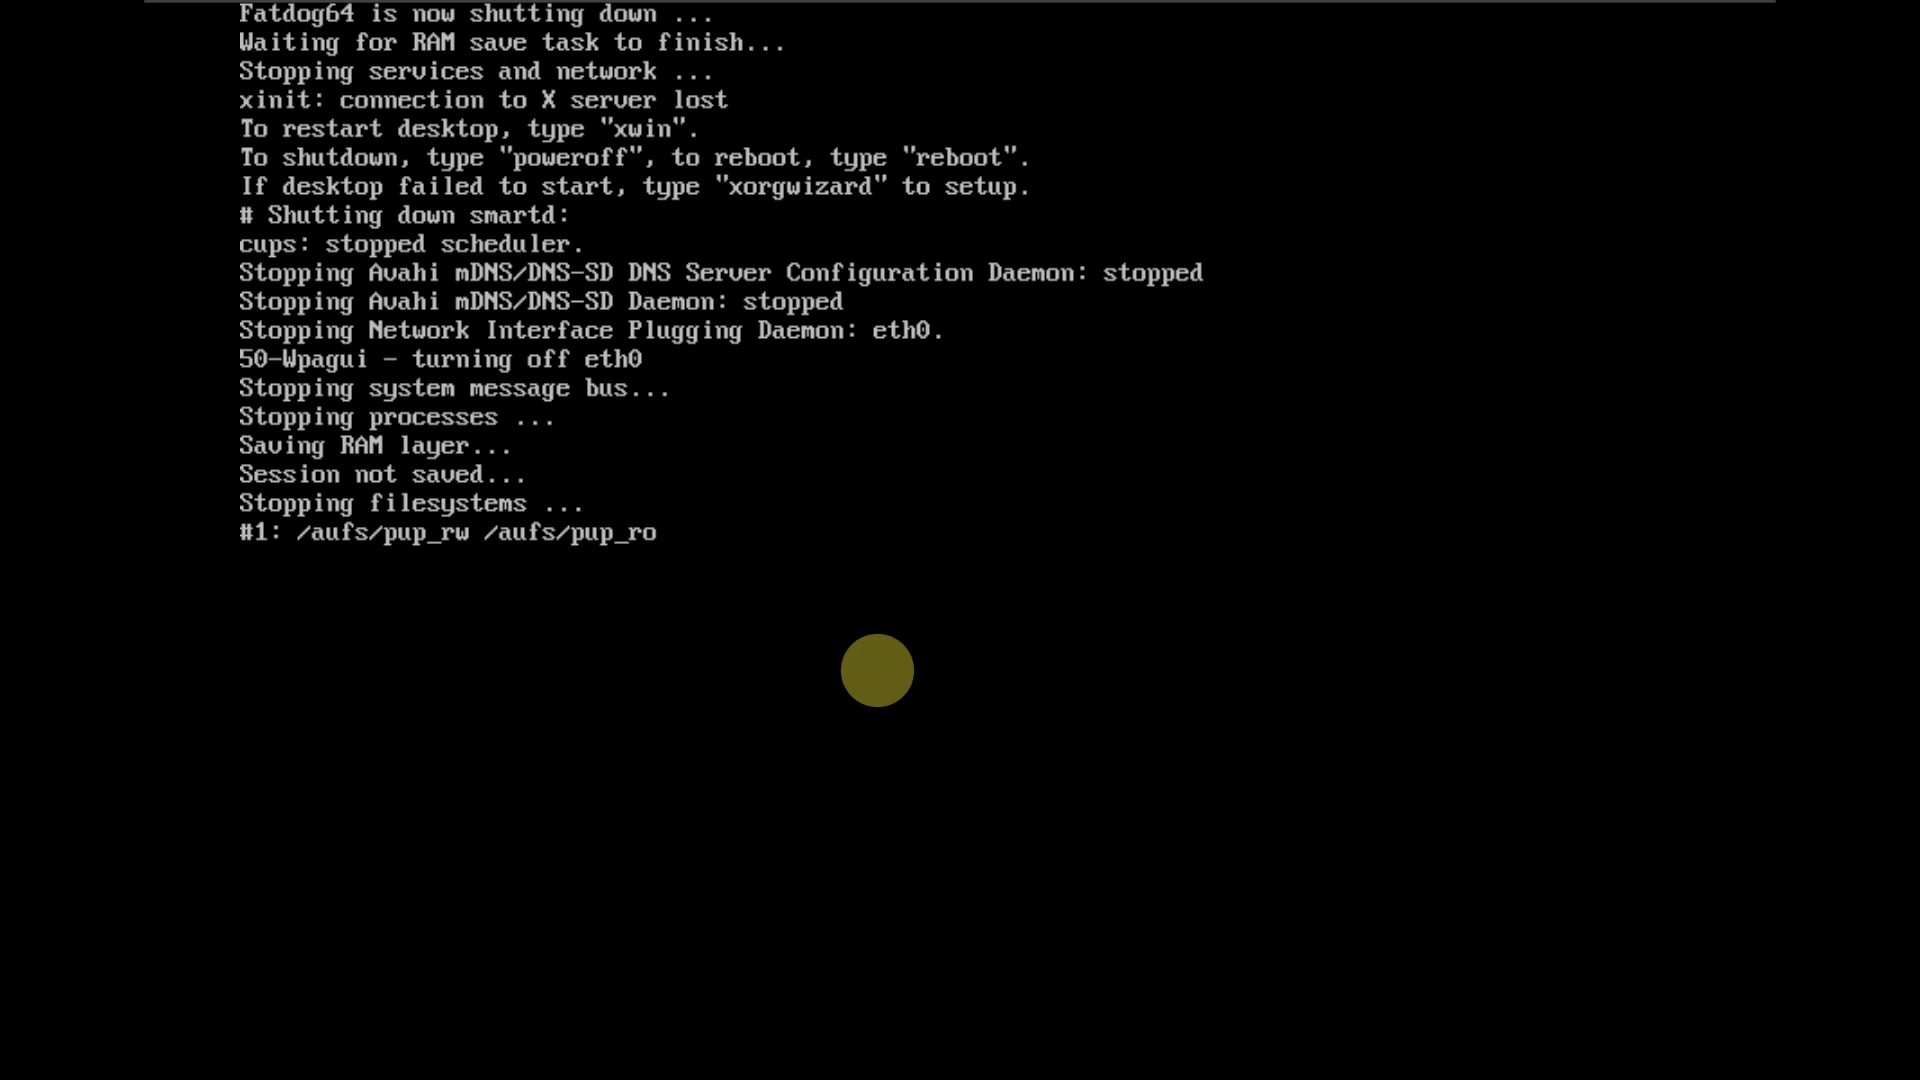 Fatdog64 is now shutting down ...
Waiting for RAM save task to finish...
Stopping services and network ...
xinit: connection to X server lost
To restart desktop, type "xwin".
To shutdown, type "poweroff", to reboot, type "reboot".
If desktop failed to start, type "xorgwizard" to setup.
# Shutting down smartd:
cups: stopped scheduler.
Stopping Avahi mDNS/DNS-SD DNS Server Configuration Daemon: stopped
Stopping Avahi mDNS/DNS-SD Daemon: stopped
Stopping Network Interface Plugging Daemon: eth0.
50-Wpagui - turning off eth0
Stopping system message bus...
Stopping processes ...
Saving RAM layer...
Session not saved...
Stopping filesystems ...
#1: /aufs/pup_rw /aufs/pup_ro